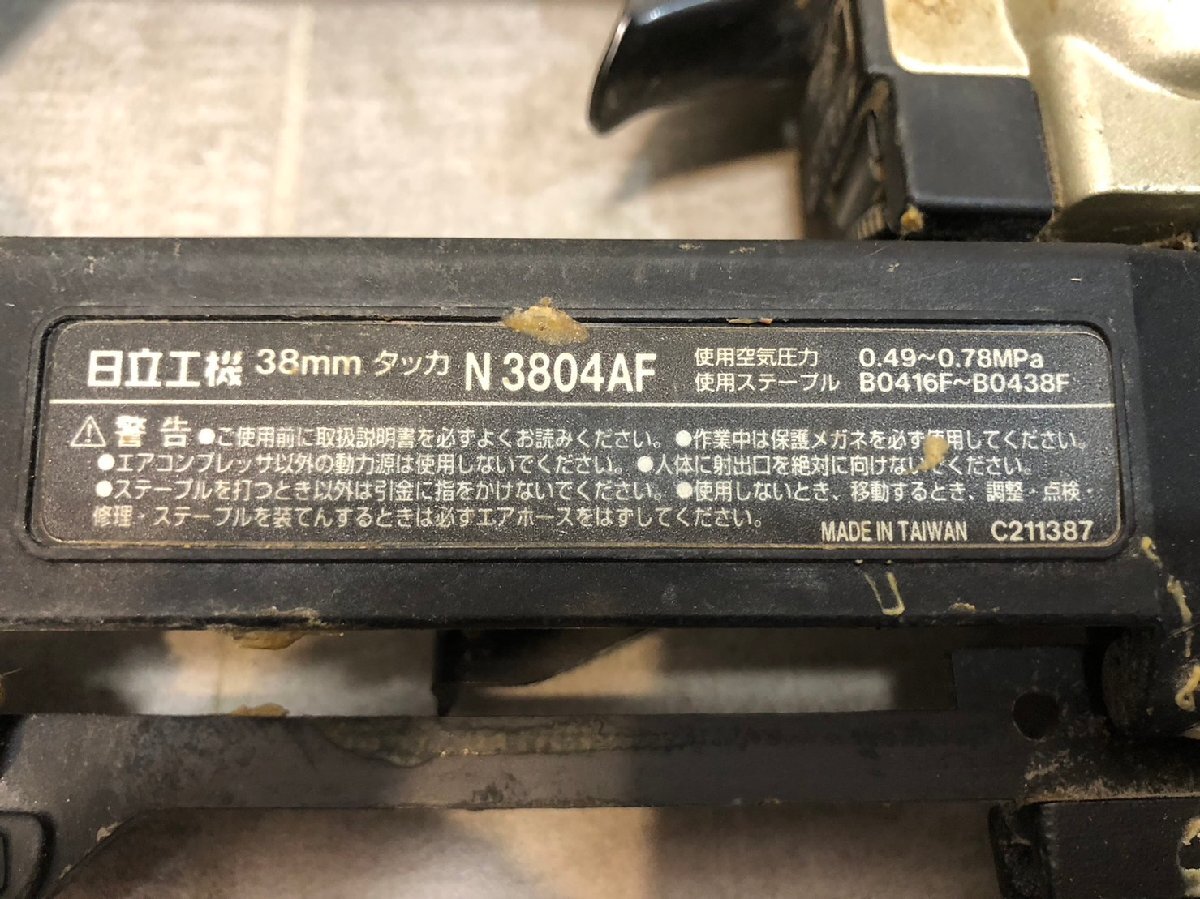 日立工機 38mm タッカ N 3804AF 使用空気圧力 0.49~0.78MPa
使用ステープル B0416F~B0438F
⚠ 警告 ●ご使用前に取扱説明書を必ずよくお読みください。●作業中は保護メガネを必ず使用してください。
●エアコンプレッサ以外の動力源は使用しないでください。●人体に射出口を絶対に向けないでください。
●ステープルを打つとき以外は引金に指をかけないでください。●使用しないとき、移動するとき、調整・点検・
修理・ステープルを装てんするときは必ずエアホースをはずしてください。
MADE IN TAIWAN C211387